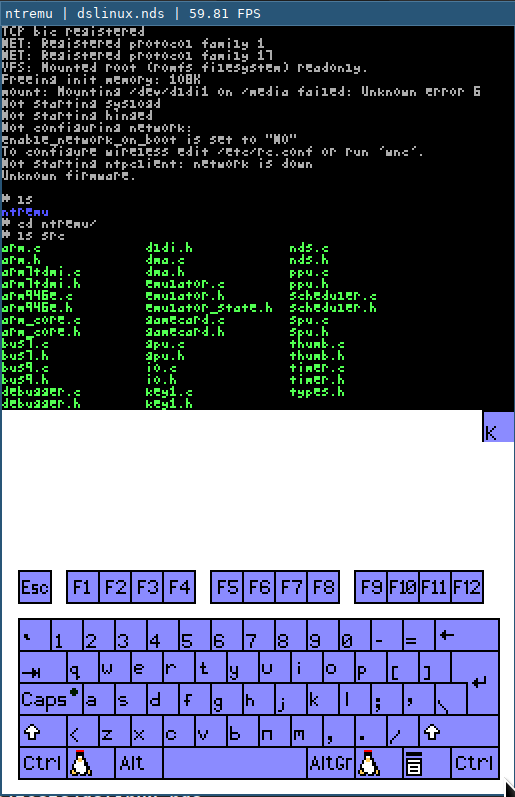 ntremu | dslinux.nds | 59.81 FPS
TCP bic registered
NET: Registered protocol family 1
NET: Registered protocol family 17
VFS: Mounted root (romfs filesystem) readonly.
Freeing init memory: 108K
mount: Mounting /dev/dldi1 on /media failed: Unknown error 6
Not starting syslogd
Not starting hinged
Not configuring network:
enable_network_on_boot is set to "NO"
To configure wireless edit /etc/rc.conf or run 'wnc'.
Not starting ntpclient: network is down
Unknown firmware.
# ls
ntremu
# cd ntremu/
# ls src
arm.c dldi.h nds.c
arm.h dma.c nds.h
arm7tdmi.c dma.h ppu.c
arm7tdmi.h emulator.c ppu.h
arm946e.c emulator.h scheduler.c
arm946e.h emulator_state.h scheduler.h
arm_core.c gamecard.c spu.c
arm_core.h gamecard.h spu.h
bus7.c gpu.c thumb.c
bus7.h gpu.h thumb.h
bus9.c io.c timer.c
bus9.h io.h timer.h
debugger.c key1.c types.h
debugger.h key1.h
K
Esc F1 F2 F3 F4 F5 F6 F7 F8 F9 F10 F11 F12
` 1 2 3 4 5 6 7 8 9 0 - = ←
⇥ q w e r t y u i o p [ ] ↵
Caps a s d f g h j k l ; ' \
⇧ < z x c v b n m , . / ⇧
Ctrl Alt AltGr Ctrl